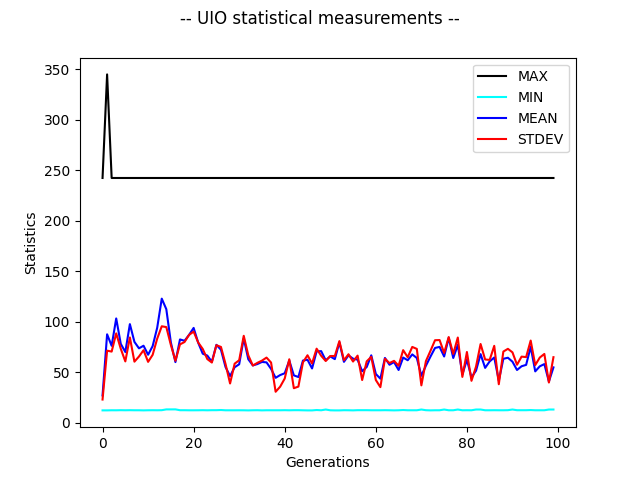 -- UIO statistical measurements --
350
300
250
200
150
100
50
0
Statistics
MAX
MIN
MEAN
STDEV
0 20 40 60 80 100
Generations